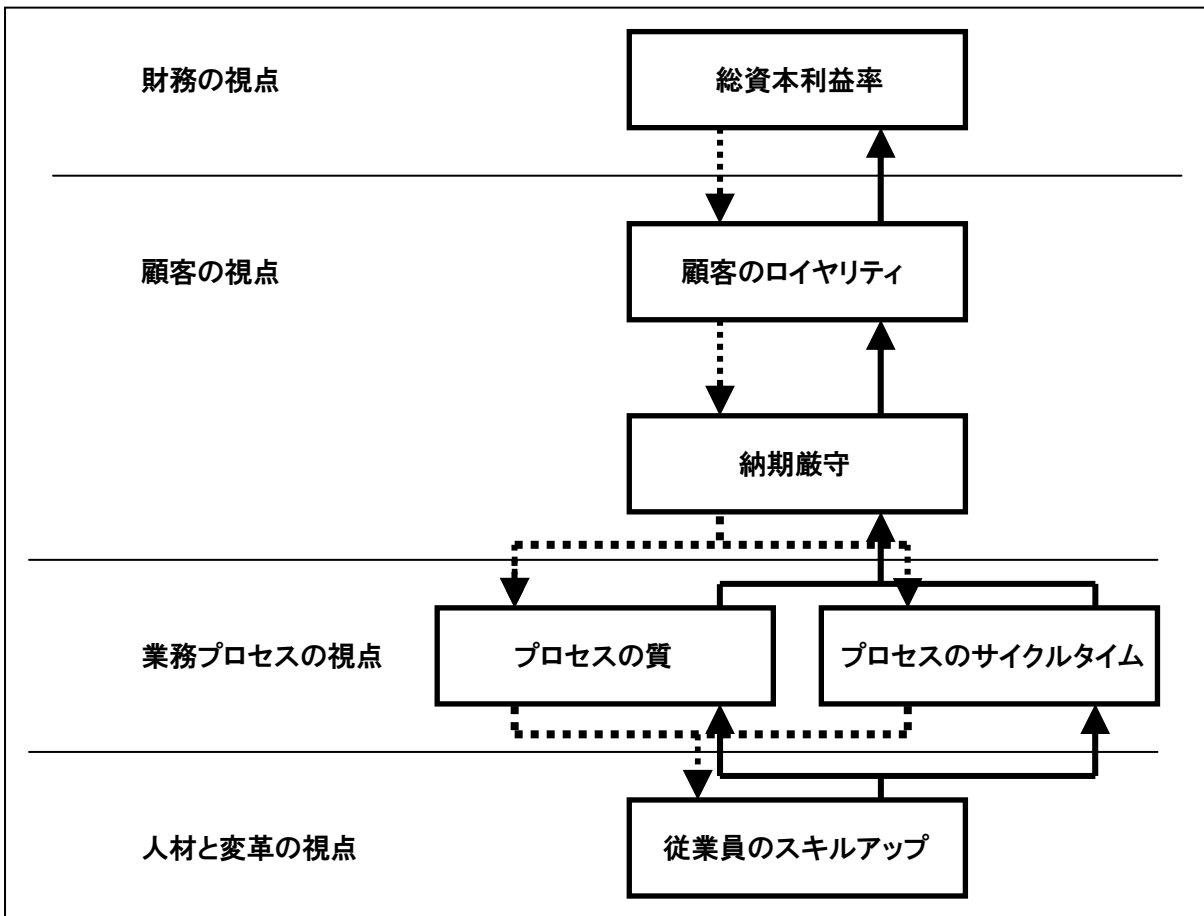 財務の視点
総資本利益率
顧客の視点
顧客のロイヤリティ
納期厳守
業務プロセスの視点
プロセスの質
プロセスのサイクルタイム
人材と変革の視点
従業員のスキルアップ